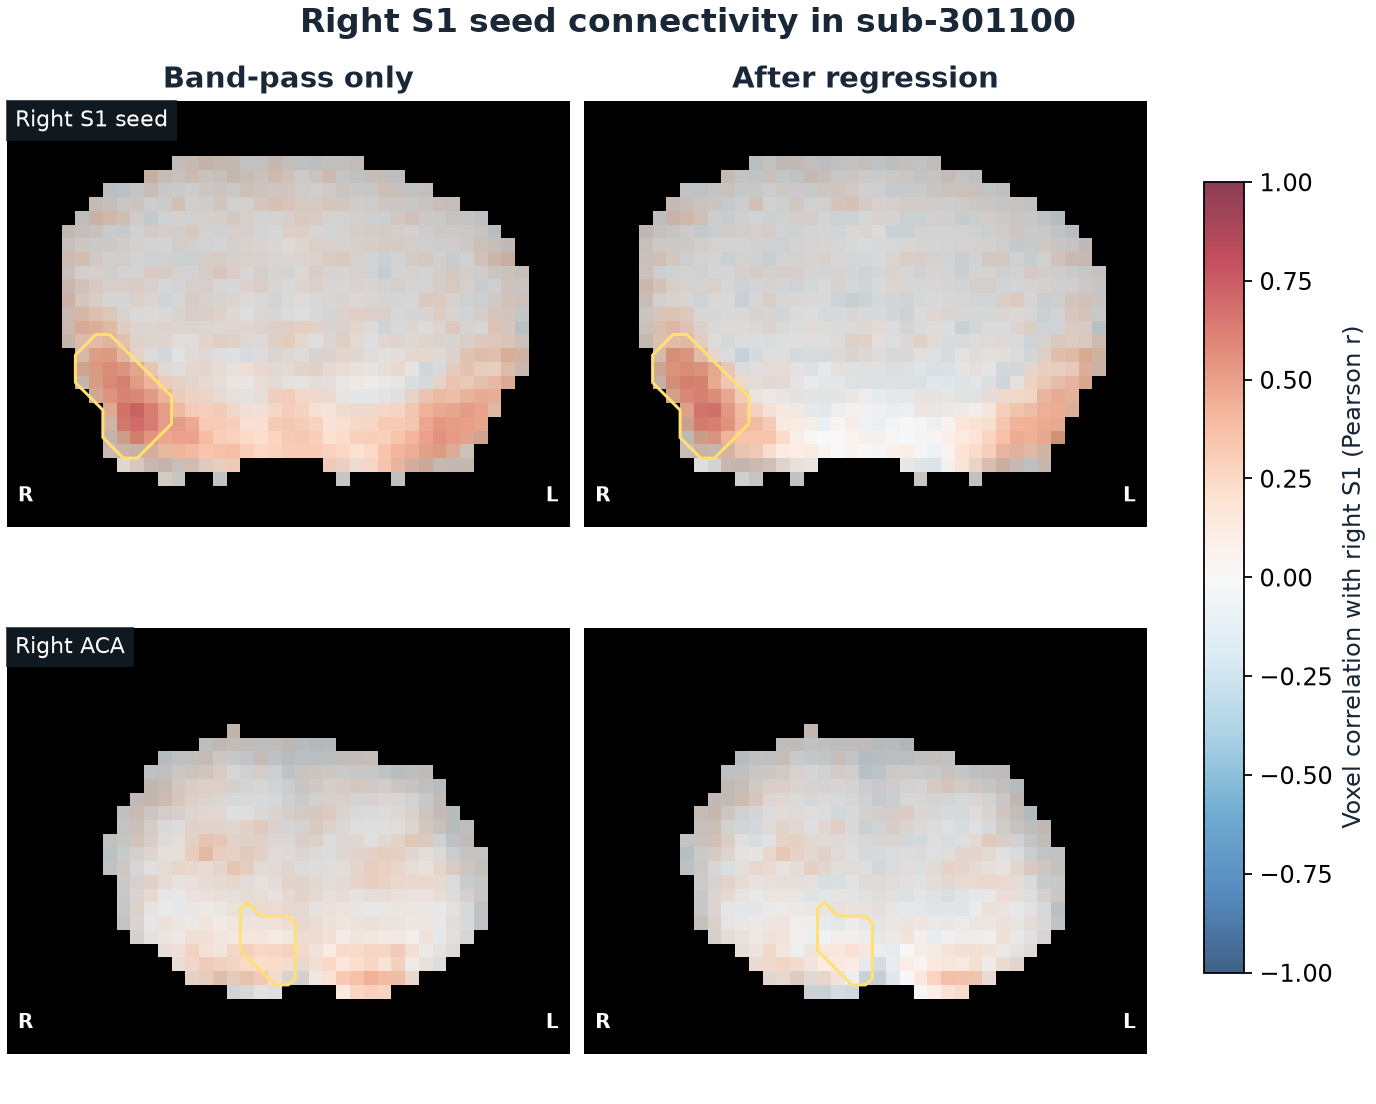 Right S1 seed connectivity in sub-301100
Band-pass only
After regression
Right S1 seed
R
L
R
L
Right ACA
R
L
R
L
1.00
0.75
0.50
0.25
0.00
−0.25
−0.50
−0.75
−1.00
Voxel correlation with right S1 (Pearson r)